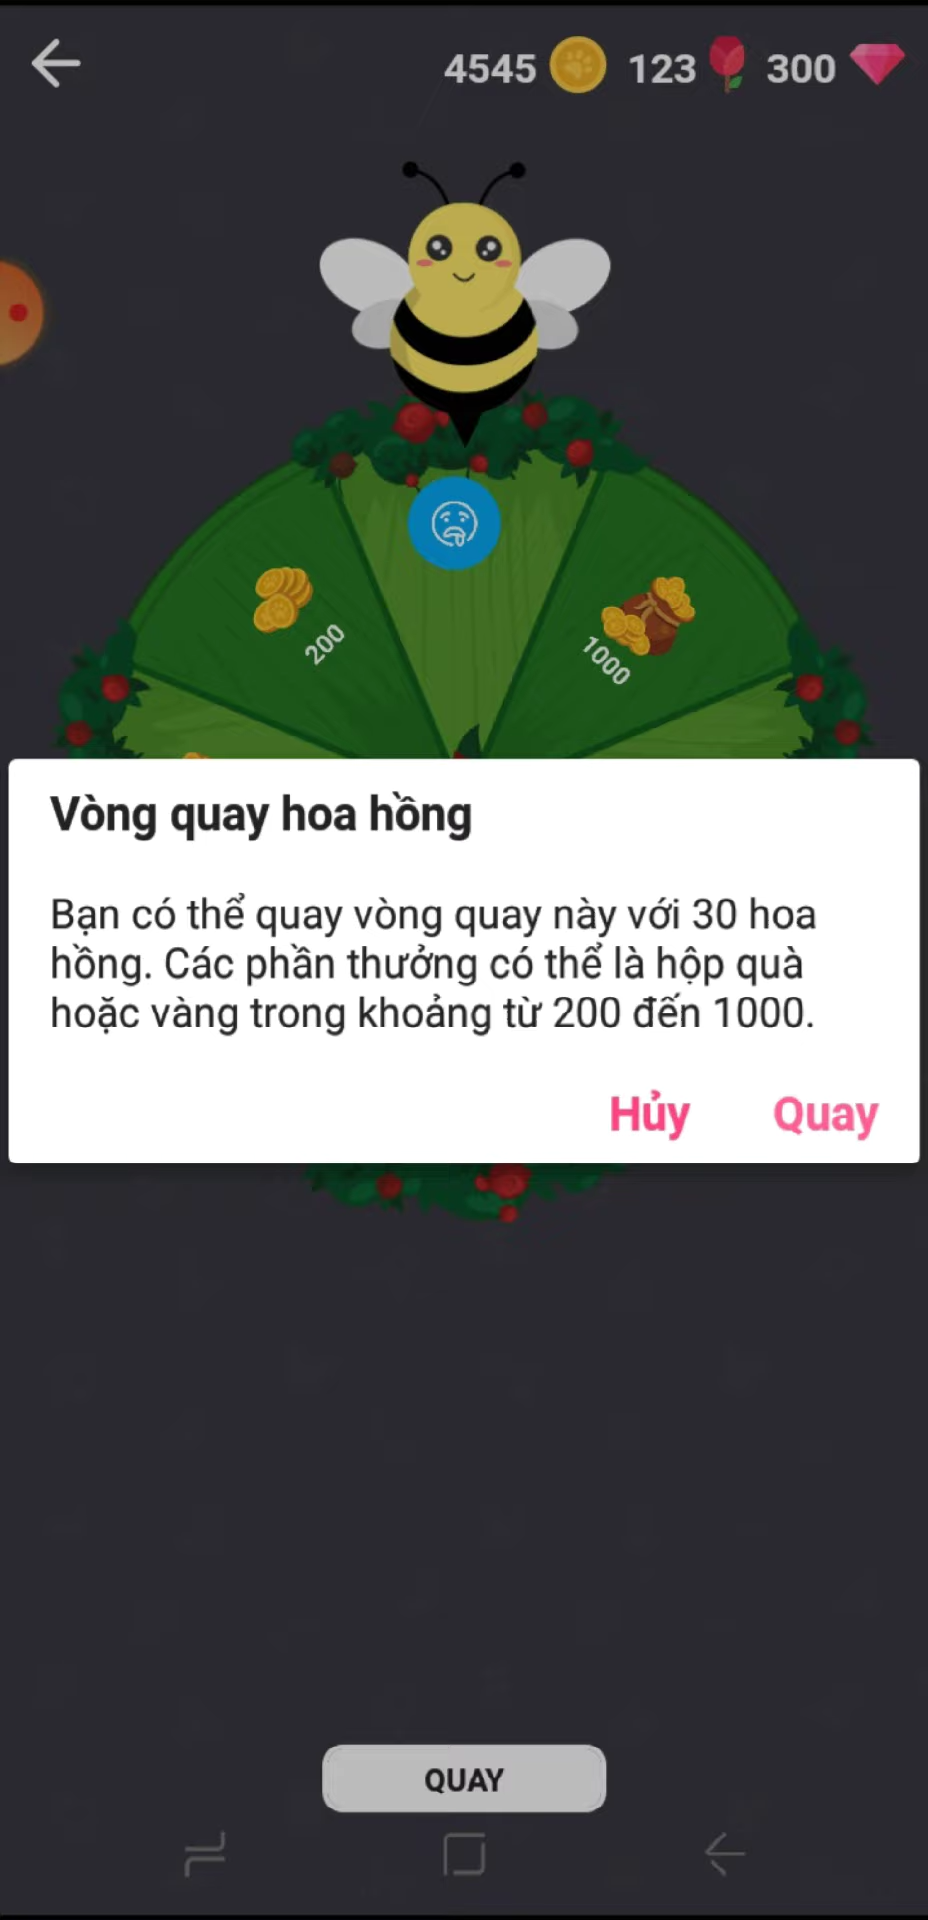 4545 123 300
200
1000
Vòng quay hoa hồng
Bạn có thể quay vòng quay này với 30 hoa
hồng. Các phần thưởng có thể là hộp quà
hoặc vàng trong khoảng từ 200 đến 1000.
Hủy Quay
QUAY